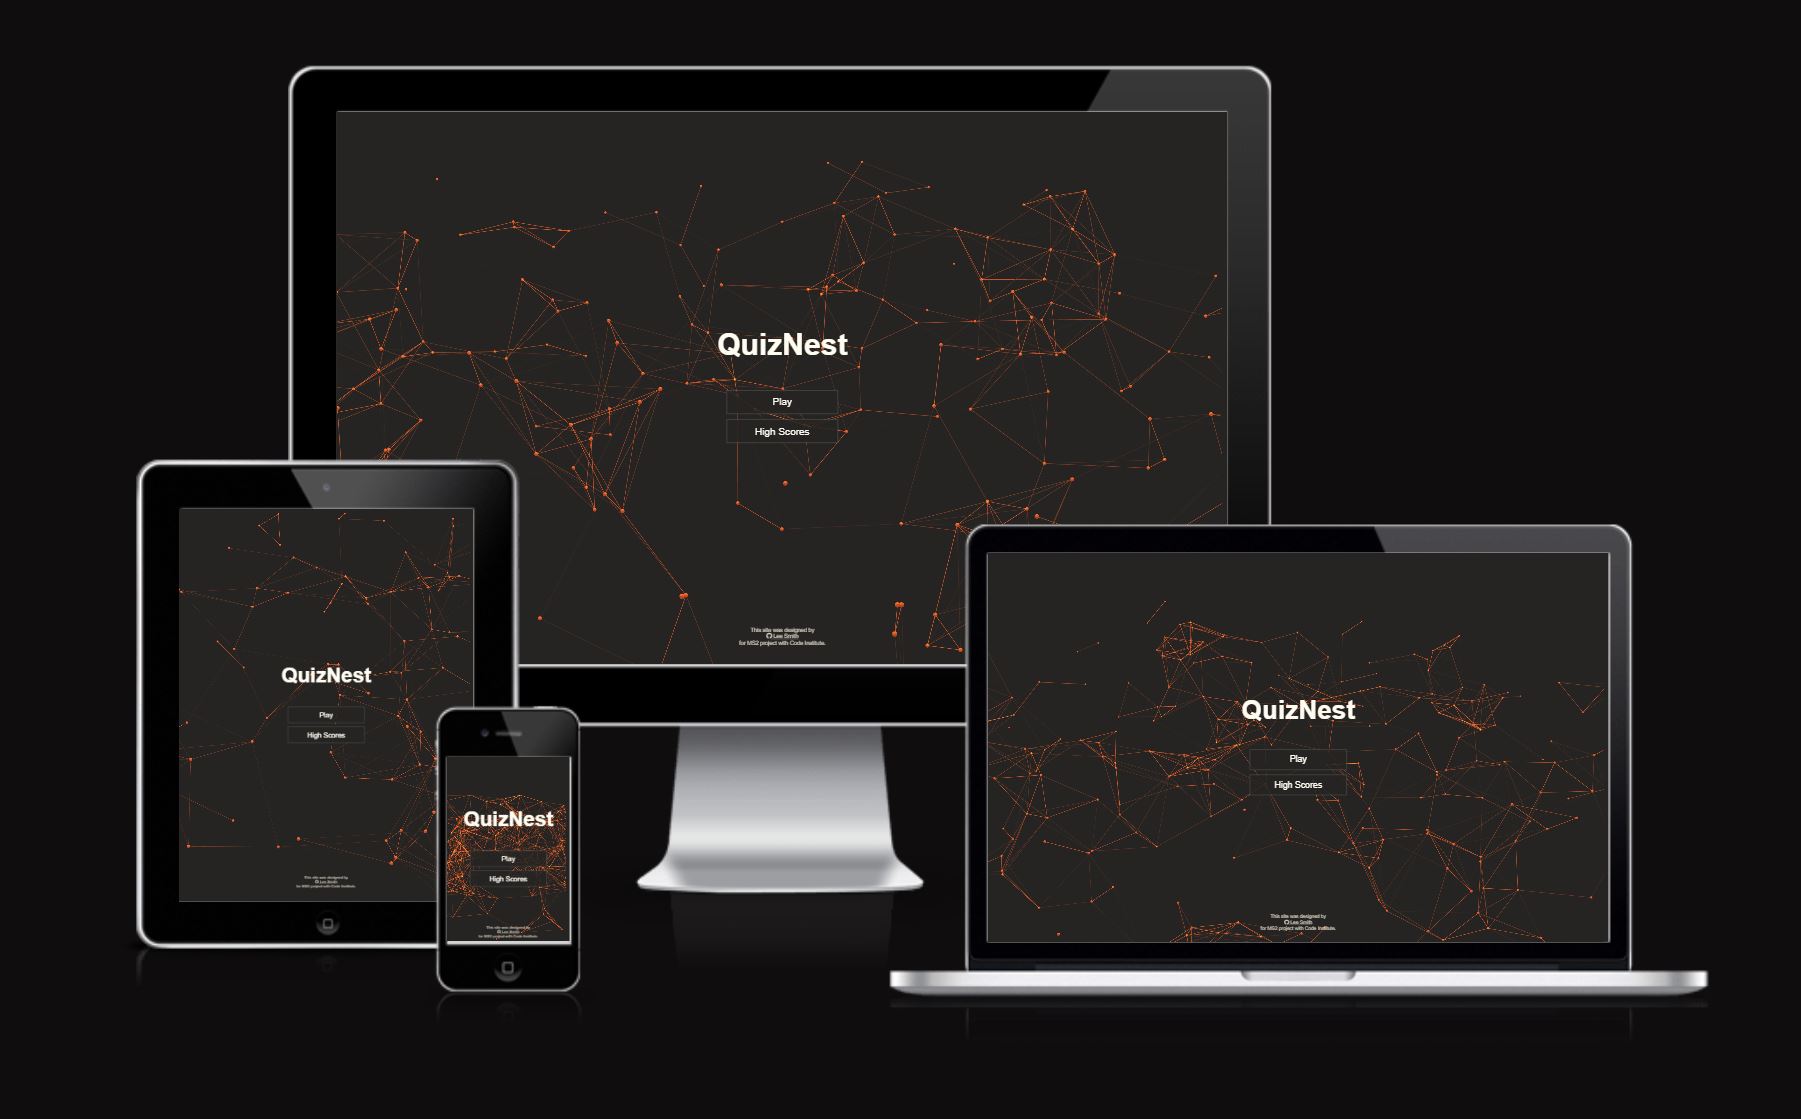 QuizNest
Play
High Scores
This site was designed by
Lee Smith
for MS2 project with Code Institute.
QuizNest
Play
High Scores
This site was designed by
Lee Smith
for MS2 project with Code Institute.
QuizNest
Play
High Scores
This site was designed by
Lee Smith
for MS2 project with Code Institute.
QuizNest
Play
High Scores
This site was designed by
Lee Smith
for MS2 project with Code Institute.